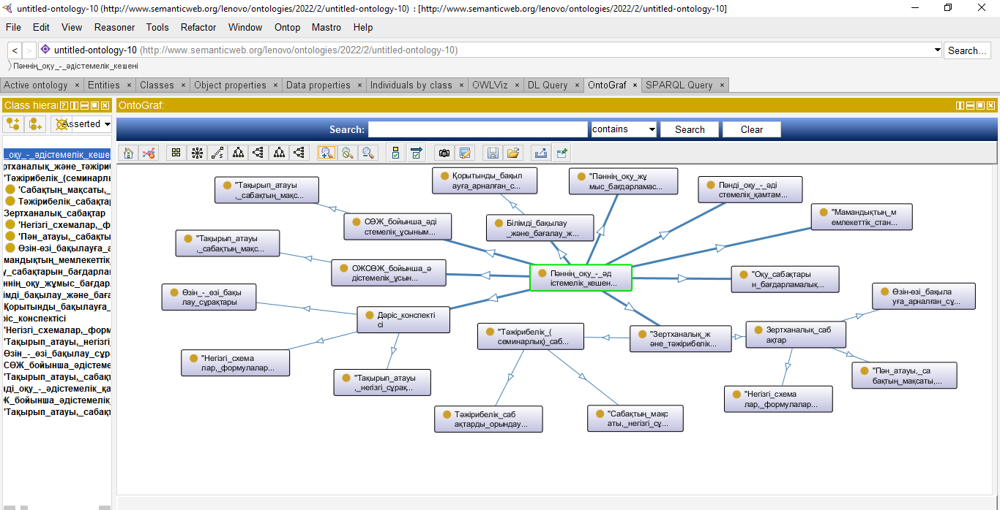 untitled-ontology-10 (http://www.semanticweb.org/lenovo/ontologies/2022/2/untitled-ontology-10) : [http://www.semanticweb.org/lenovo/ontologies/2022/2/untitled-ontology-10]
File Edit View Reasoner Tools Refactor Window Ontop Mastro Help
< > untitled-ontology-10 (http://www.semanticweb.org/lenovo/ontologies/2022/2/untitled-ontology-10) Search...
Пәннің_оқу_-_әдістемелік_кешені
Active ontology × Entities × Classes × Object properties × Data properties × Individuals by class × OWLViz × DL Query × OntoGraf × SPARQL Query ×
Class hierar
OntoGraf:
Asserted
Search: contains Search Clear
_оқу_-_әдістемелік_кеше
ртханалық_және_тәжіриб
'Тәжірибелік_(семинарлы
'Сабақтың_мақсаты,_
Тәжірибелік_сабақтар
Зертханалық_сабақтар
'Негізгі_схемалар,_ф
'Пән_атауы,_сабақты
Өзін-өзі_бақылауға_а
мандықтың_мемлекеттік_
у_сабақтарын_бағдарлам
ннің_оқу_жұмыс_бағдарл
імді_бақылау_және_баға
Қорытынды_бақылауға_
ріс_конспектісі
'Негізгі_схемалар,_форм
'Тақырып_атауы,_негізгі_
Өзін_-_өзі_бақылау_сұра
СӨЖ_бойынша_әдістеме
'Тақырып_атауы,_сабақт
нді_оқу_-_әдістемелік_қа
Ж_бойынша_әдістемелік_
'Тақырып_атауы,_сабақт
"Тақырып_атауы
,_сабақтың_мақс...
Қорытынды_бақыл
ауға_арналған_с...
"Пәннің_оқу_жұ
мыс_бағдарламас...
Пәнді_оқу_-_әді
стемелік_қамтам...
"Мамандықтың_м
емлекеттік_стан...
СӨЖ_бойынша_әді
стемелік_ұсыным...
Білімді_бақылау
_және_бағалау_ж...
"Тақырып_атауы
,_сабақтың_мақс...
ОЖСӨЖ_бойынша_ә
дістемелік_ұсын...
Пәннің_оқу_-_әд
істемелік_кешен...
"Оқу_сабақтары
н_бағдарламалық...
Өзін_-_өзі_бақы
лау_сұрақтары
Өзін-өзі_бақыла
уға_арналған_сұ...
Дәріс_конспекті
сі
"Тәжірибелік_(
семинарлық)_саб...
"Зертханалық_ж
әне_тәжірибелік...
Зертханалық_саб
ақтар
"Негізгі_схема
лар,_формулалар...
"Тақырып_атауы
,_негізгі_сұрақ...
"Пән_атауы,_са
бақтың_мақсаты,...
"Негізгі_схема
лар,_формулалар...
Тәжірибелік_саб
ақтарды_орындау...
"Сабақтың_мақс
аты,_негізгі_сұ...